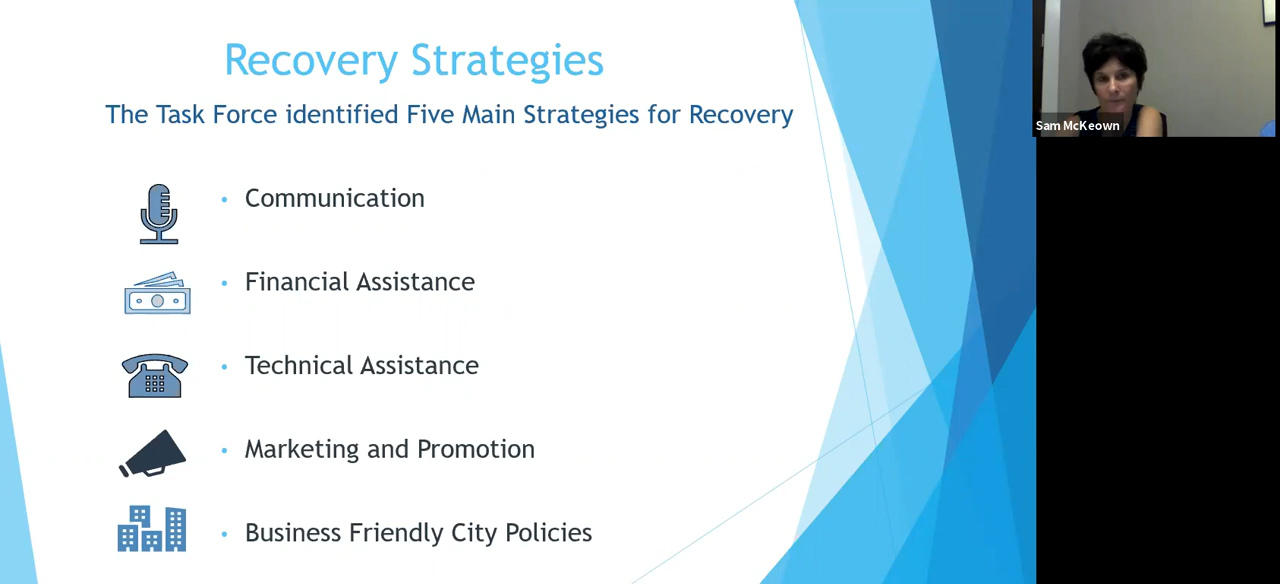 Recovery Strategies
The Task Force identified Five Main Strategies for Recovery
• Communication
• Financial Assistance
• Technical Assistance
• Marketing and Promotion
• Business Friendly City Policies
Sam McKeown